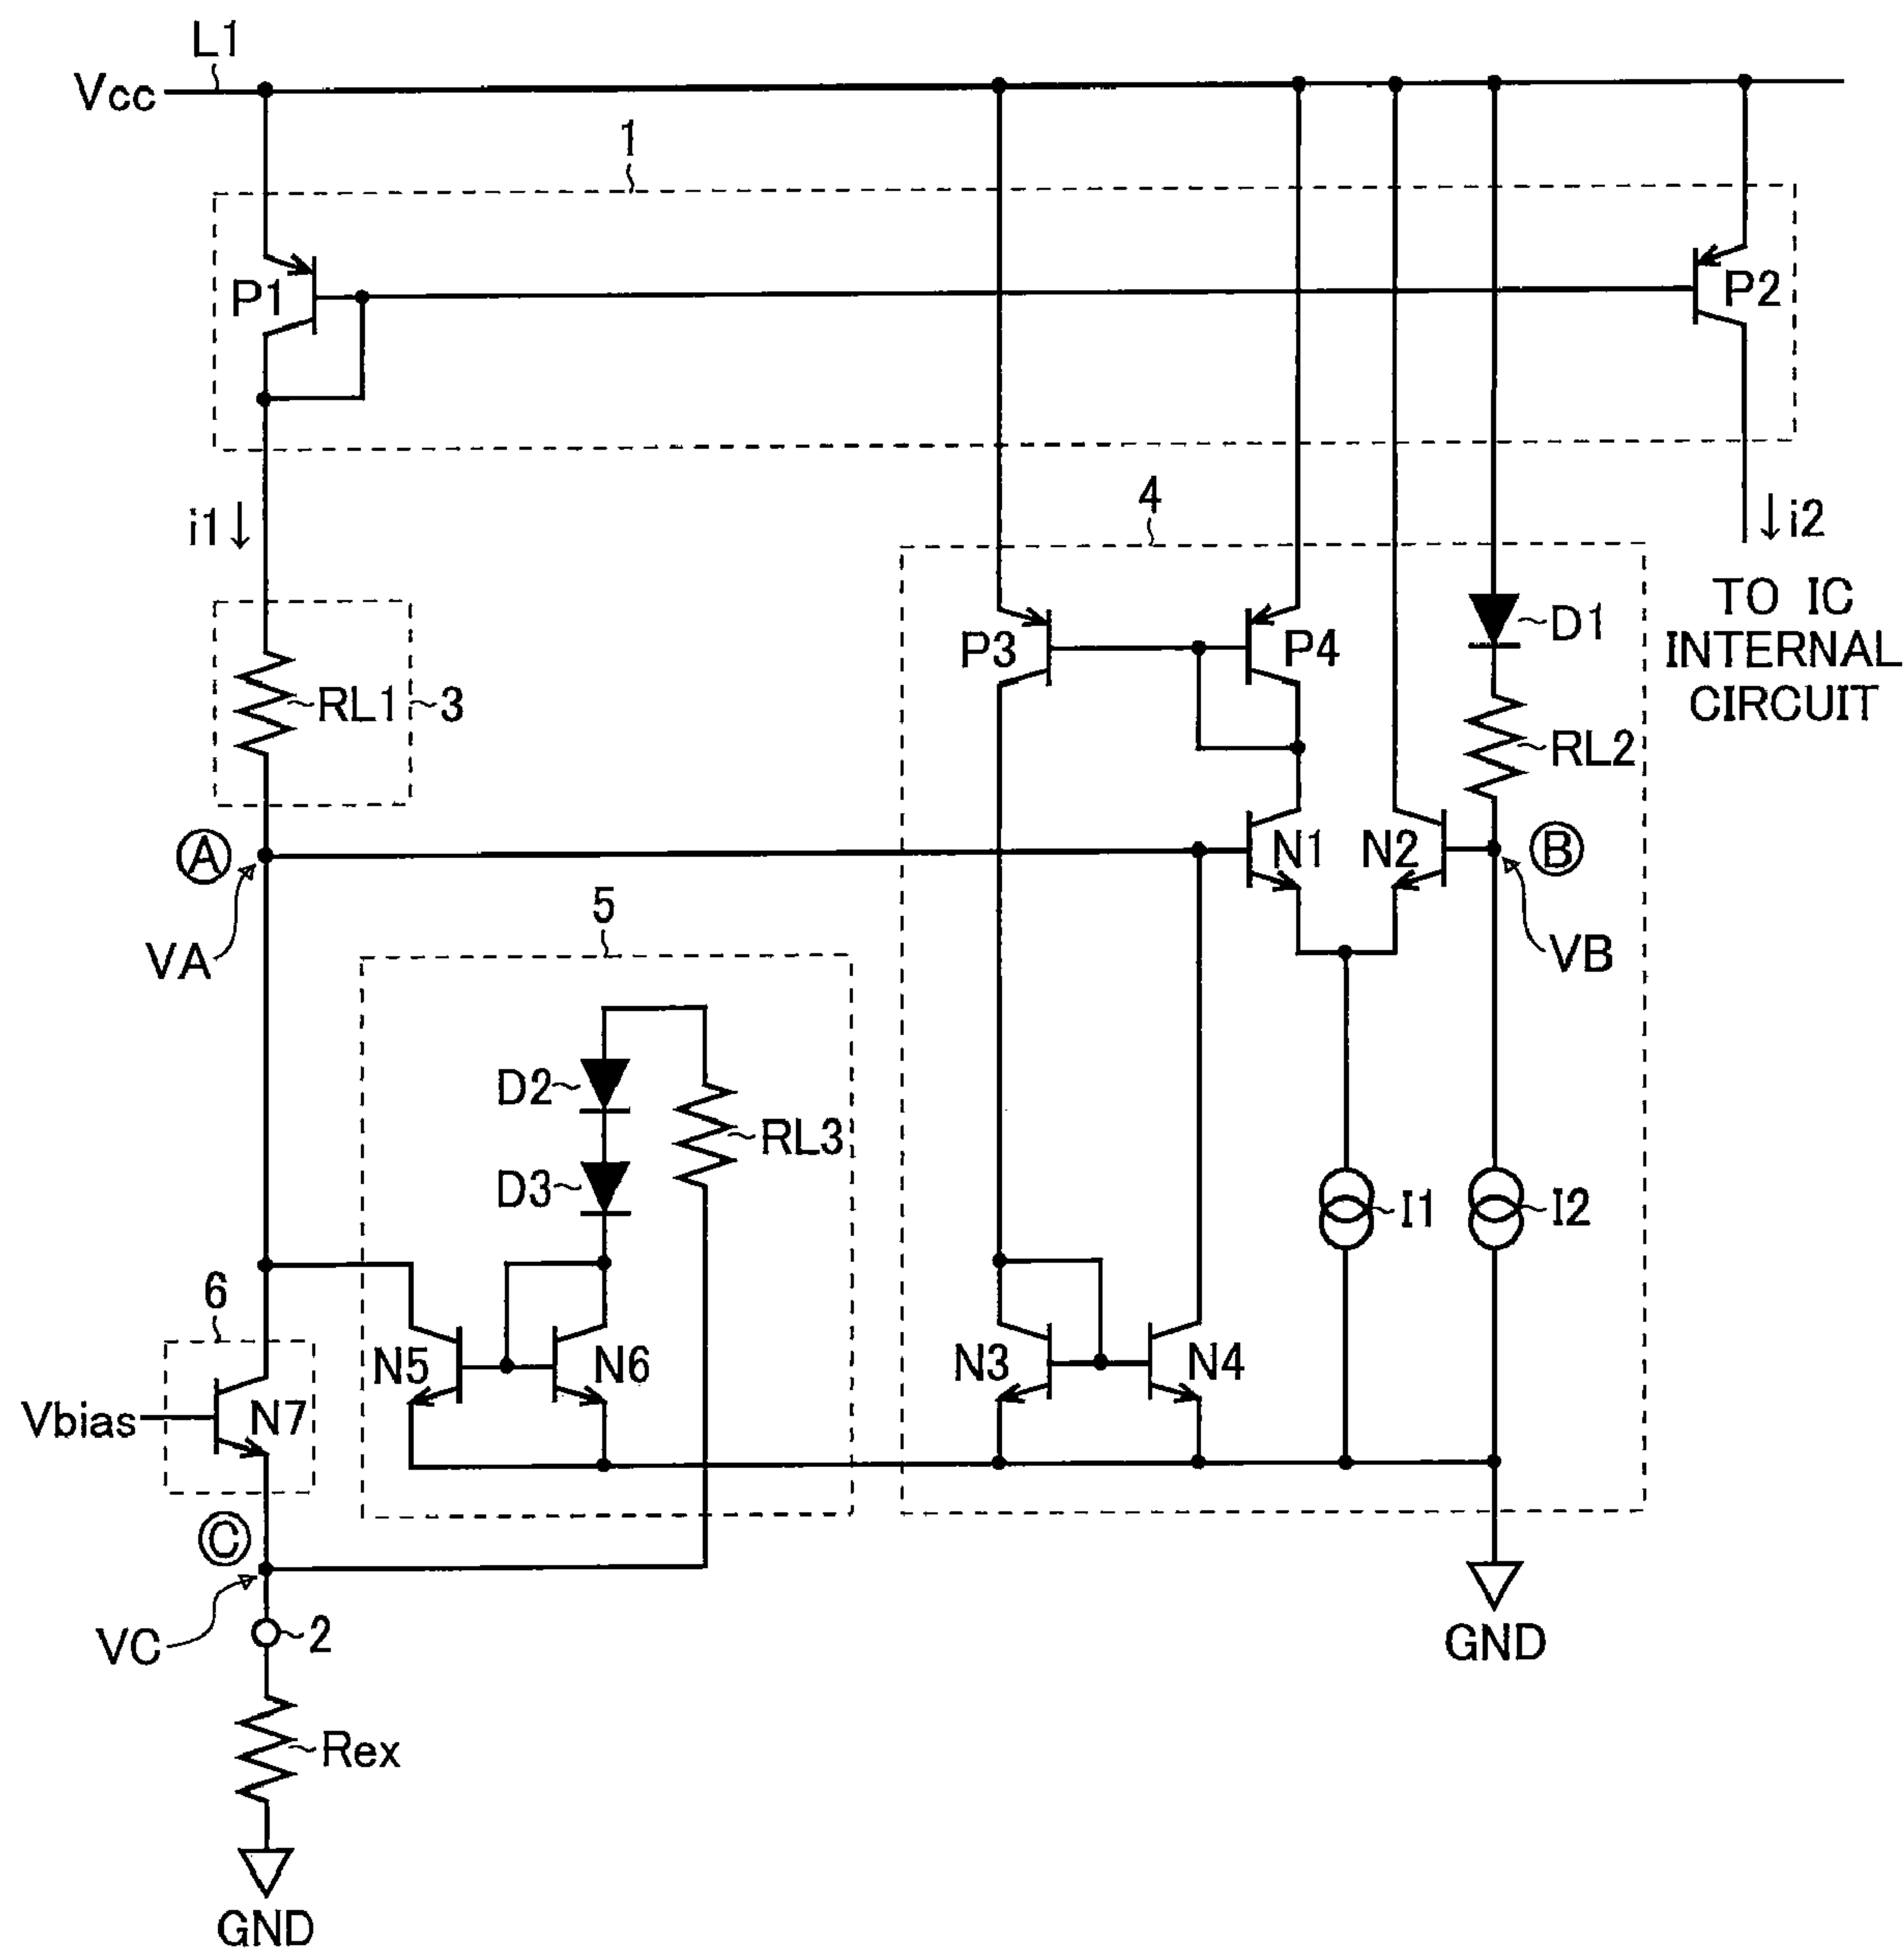 L1
Vcc
1
P1
P2
i1
4
i2
TO IC
INTERNAL
CIRCUIT
P3
P4
D1
RL1
3
RL2
A
N1
N2
B
5
VA
VB
D2
RL3
D3
I1
I2
6
N5
N6
N3
N4
Vbias
N7
C
VC
2
GND
Rex
GND